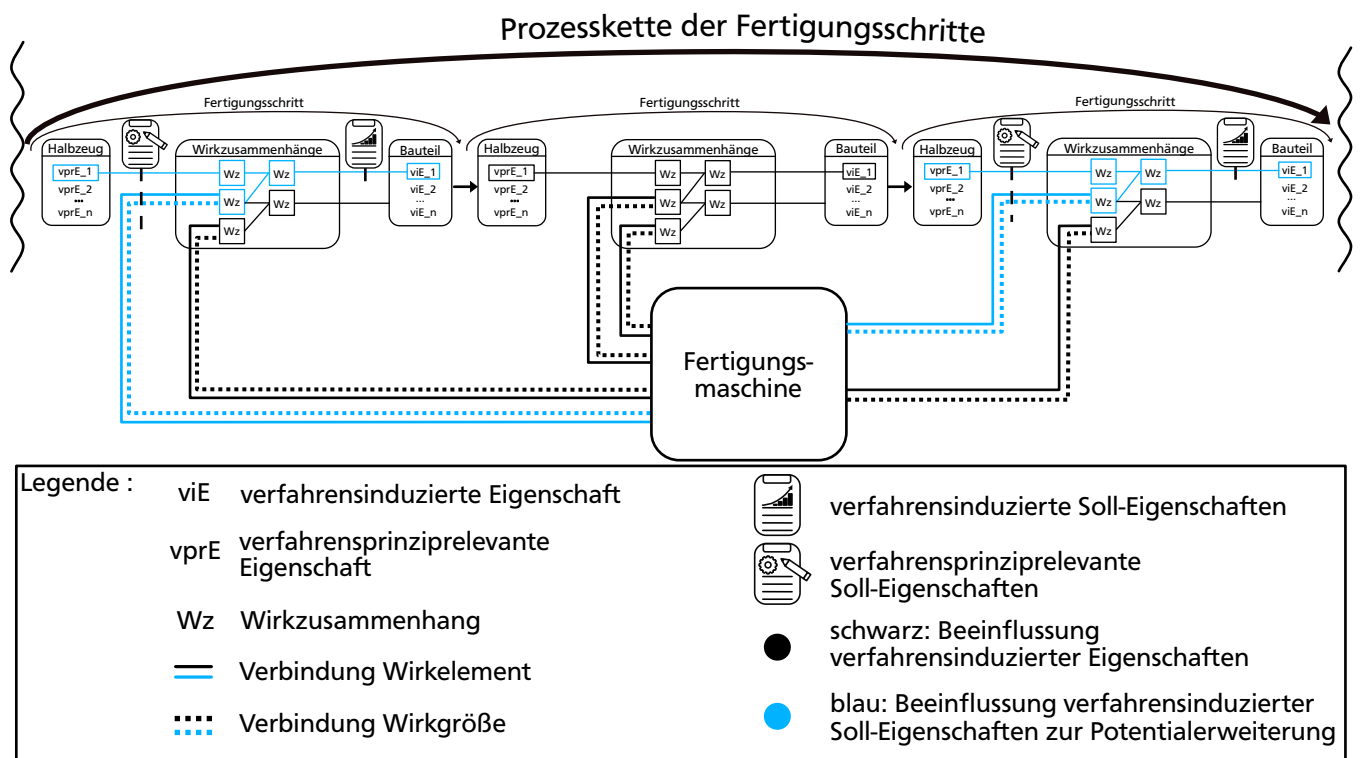 Prozesskette der Fertigungsschritte
Fertigungsschritt
Halbzeug
vprE_1
vprE_2
...
vprE_n
Wirkzusammenhänge
Wz
Wz
Wz
Wz
Wz
Bauteil
viE_1
viE_2
...
viE_n
Fertigungsschritt
Halbzeug
vprE_1
vprE_2
...
vprE_n
Wirkzusammenhänge
Wz
Wz
Wz
Wz
Wz
Bauteil
viE_1
viE_2
...
viE_n
Fertigungsschritt
Halbzeug
vprE_1
vprE_2
...
vprE_n
Wirkzusammenhänge
Wz
Wz
Wz
Wz
Wz
Bauteil
viE_1
viE_2
...
viE_n
Fertigungs-
maschine
Legende :
viE verfahrensinduzierte Eigenschaft
vprE verfahrensprinziprelevante
Eigenschaft
Wz Wirkzusammenhang
Verbindung Wirkelement
Verbindung Wirkgröße
verfahrensinduzierte Soll-Eigenschaften
verfahrensprinziprelevante
Soll-Eigenschaften
schwarz: Beeinflussung
verfahrensinduzierter Eigenschaften
blau: Beeinflussung verfahrensinduzierter
Soll-Eigenschaften zur Potentialerweiterung